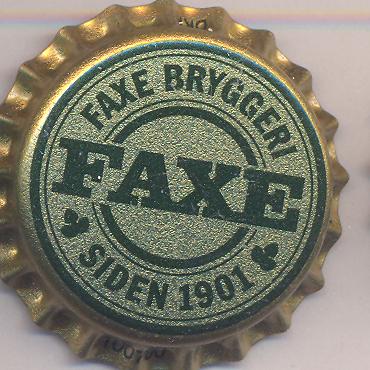 FAXE BRYGGERI
FAXE
SIDEN 1901